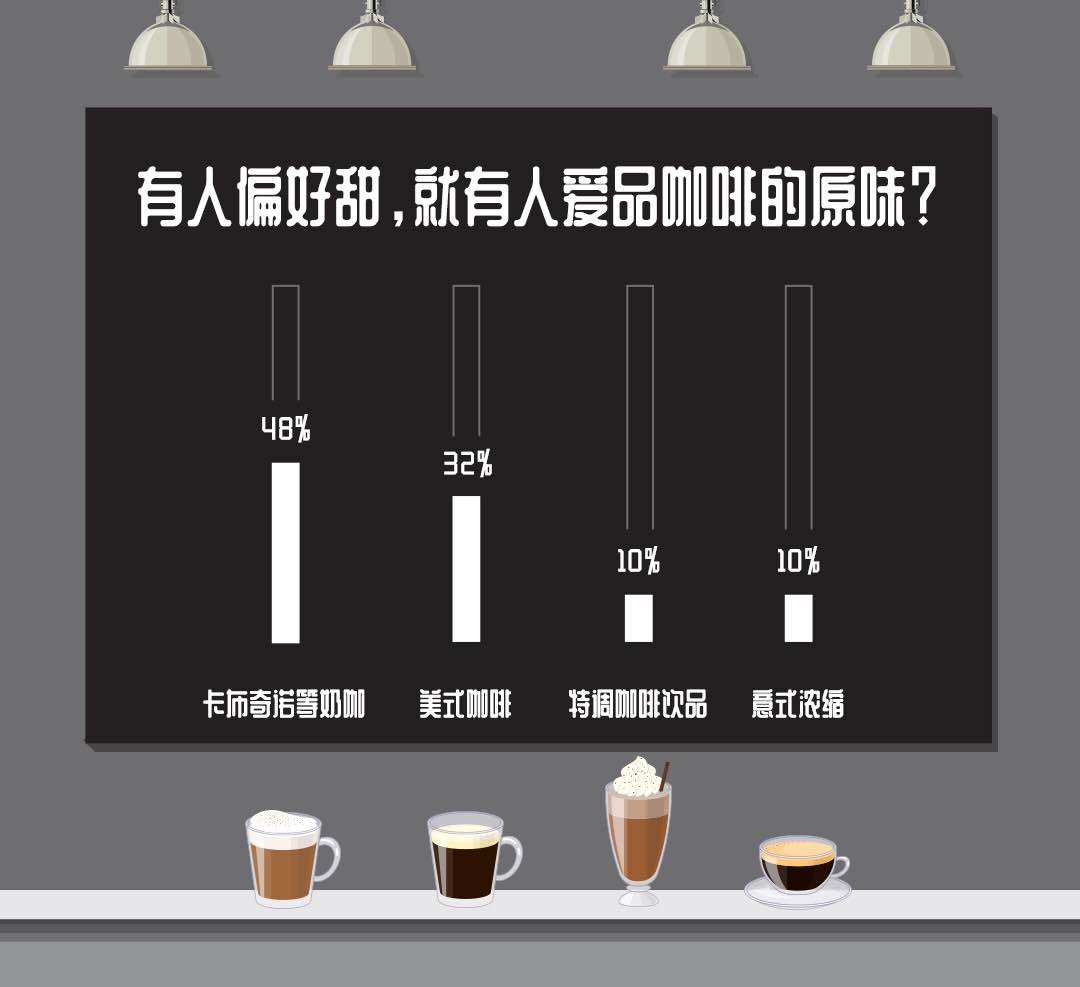 有人偏好甜,就有人爱品咖啡的原味?
48%
32%
10%
10%
卡布奇诺等奶咖
美式咖啡
特调咖啡饮品
意式浓缩